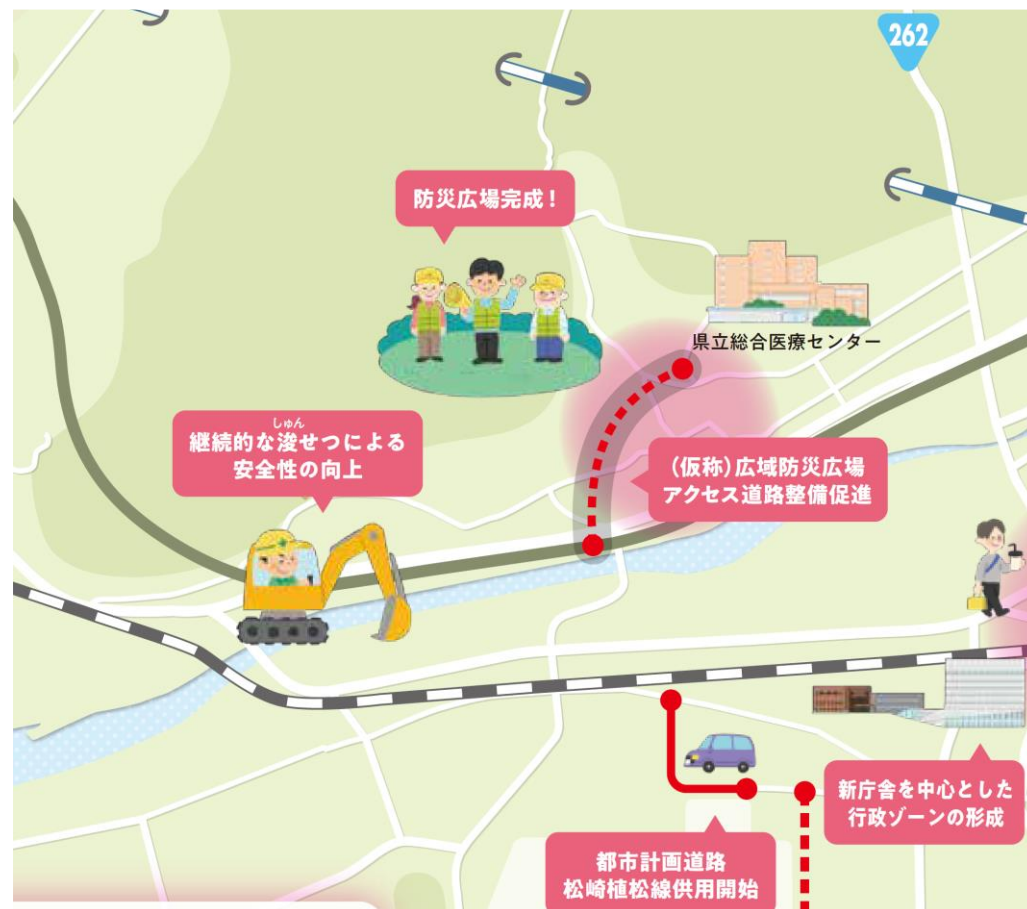 262
防災広場完成！
県立総合医療センター
しゅん
継続的な浚せつによる
安全性の向上
（仮称）広域防災広場
アクセス道路整備促進
新庁舎を中心とした
行政ゾーンの形成
都市計画道路
松崎植松線供用開始